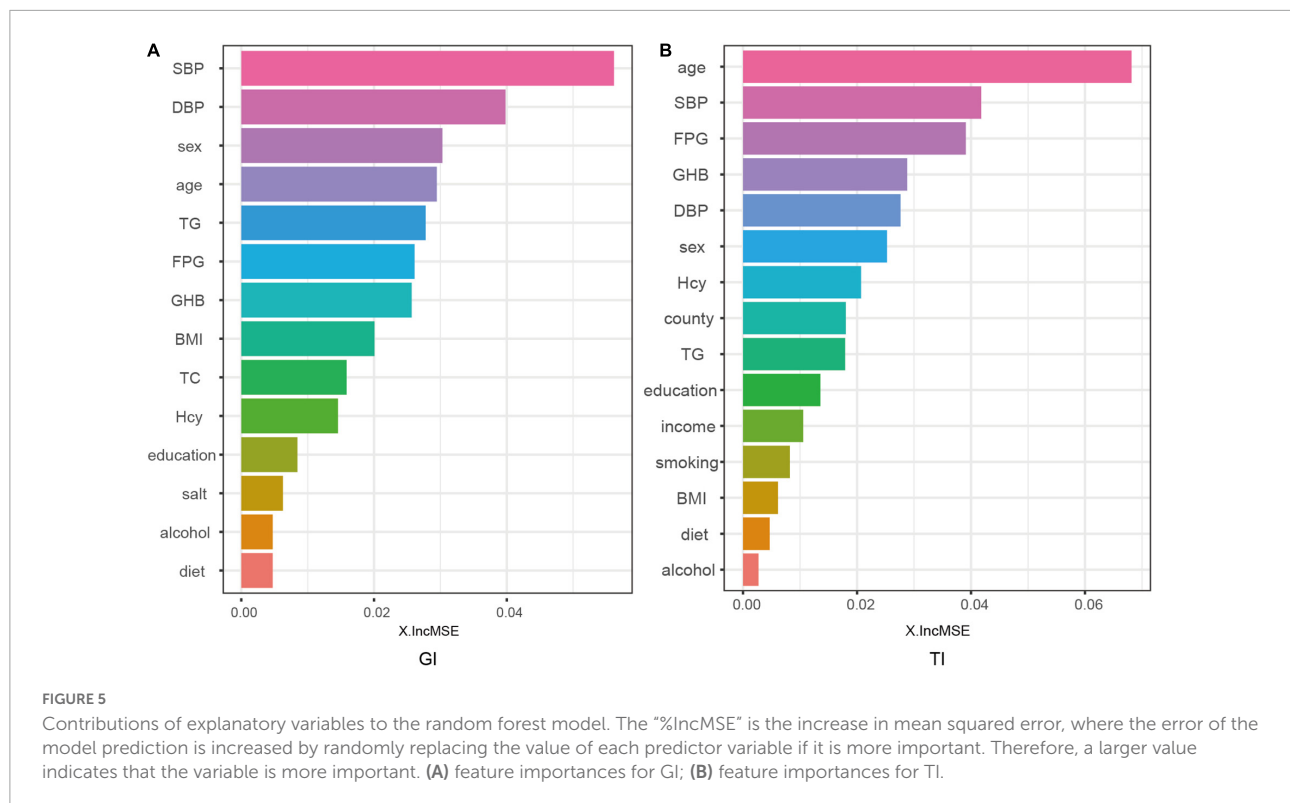 A
SBP
DBP
sex
age
TG
FPG
GHB
BMI
TC
Hcy
education
salt
alcohol
diet
0.00 0.02 0.04
X.IncMSE
GI
B
age
SBP
FPG
GHB
DBP
sex
Hcy
county
TG
education
income
smoking
BMI
diet
alcohol
0.00 0.02 0.04 0.06
X.IncMSE
TI
FIGURE 5
Contributions of explanatory variables to the random forest model. The “%IncMSE” is the increase in mean squared error, where the error of the
model prediction is increased by randomly replacing the value of each predictor variable if it is more important. Therefore, a larger value
indicates that the variable is more important. (A) feature importances for GI; (B) feature importances for TI.